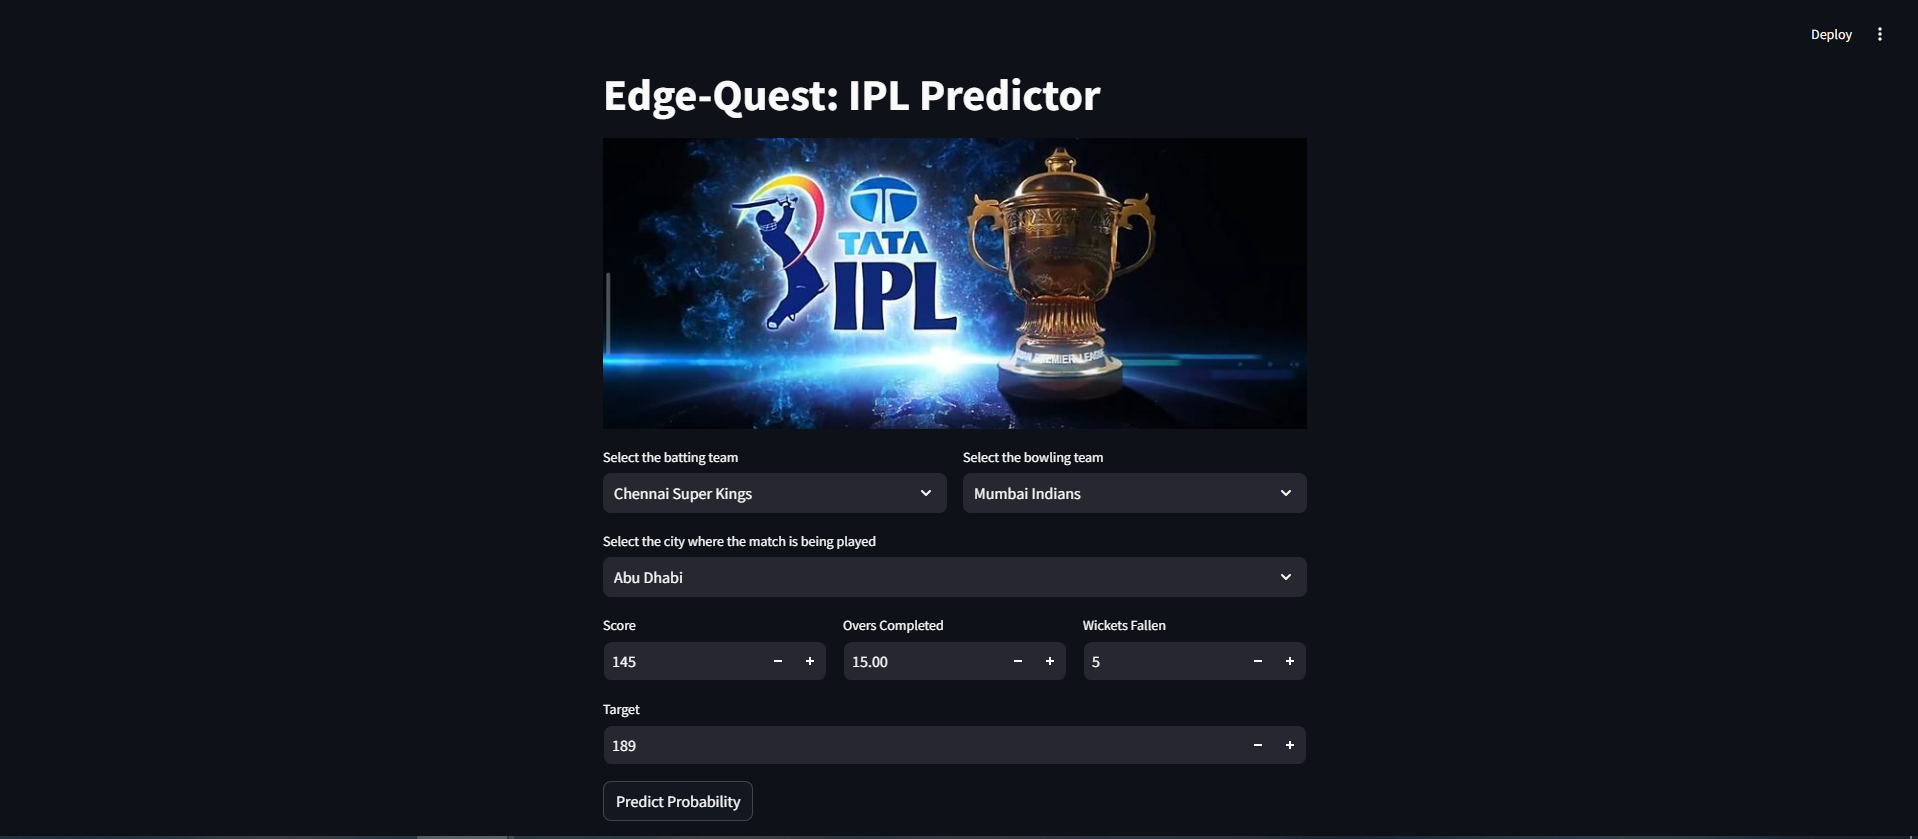 Deploy
Edge-Quest: IPL Predictor
TATA
IPL
PREMIER LEAGUE
Select the batting team
Select the bowling team
Chennai Super Kings
Mumbai Indians
Select the city where the match is being played
Abu Dhabi
Score
Overs Completed
Wickets Fallen
145
15.00
5
Target
189
Predict Probability